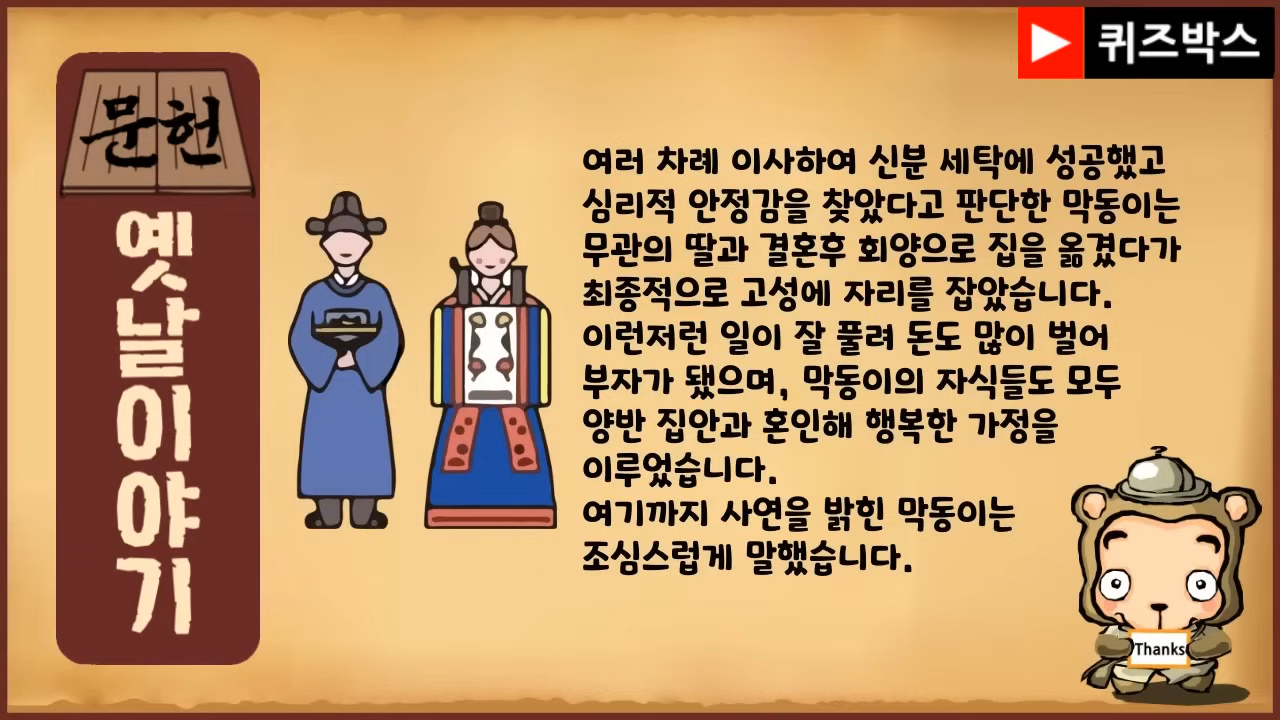 퀴즈박스
문헌
옛날이야기
여러 차례 이사하여 신분 세탁에 성공했고
심리적 안정감을 찾았다고 판단한 막동이는
무관의 딸과 결혼후 회양으로 집을 옮겼다가
최종적으로 고성에 자리를 잡았습니다.
이런저런 일이 잘 풀려 돈도 많이 벌어
부자가 됐으며, 막동이의 자식들도 모두
양반 집안과 혼인해 행복한 가정을
이루었습니다.
여기까지 사연을 밝힌 막동이는
조심스럽게 말했습니다.
Thanks